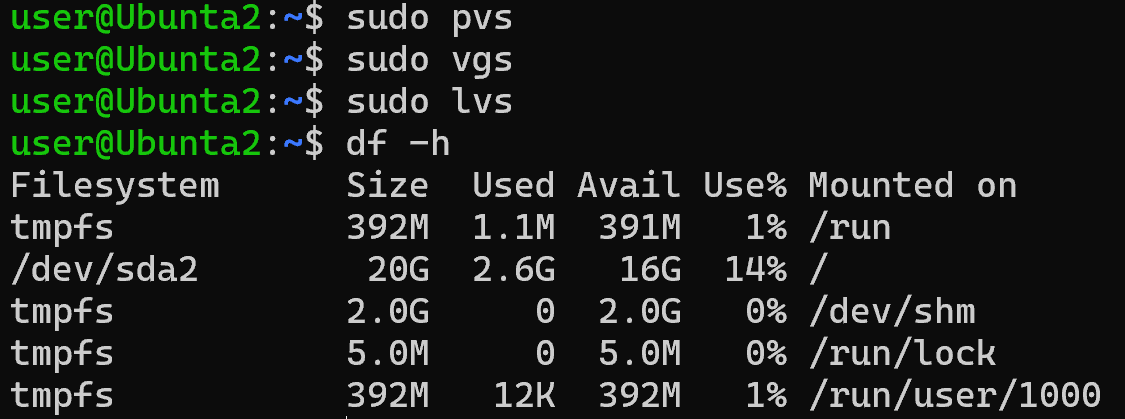 user@Ubunta2:~$ sudo pvs
user@Ubunta2:~$ sudo vgs
user@Ubunta2:~$ sudo lvs
user@Ubunta2:~$ df -h
Filesystem      Size  Used Avail Use% Mounted on
tmpfs           392M  1.1M  391M   1% /run
/dev/sda2        20G  2.6G   16G  14% /
tmpfs           2.0G     0  2.0G   0% /dev/shm
tmpfs           5.0M     0  5.0M   0% /run/lock
tmpfs           392M   12K  392M   1% /run/user/1000